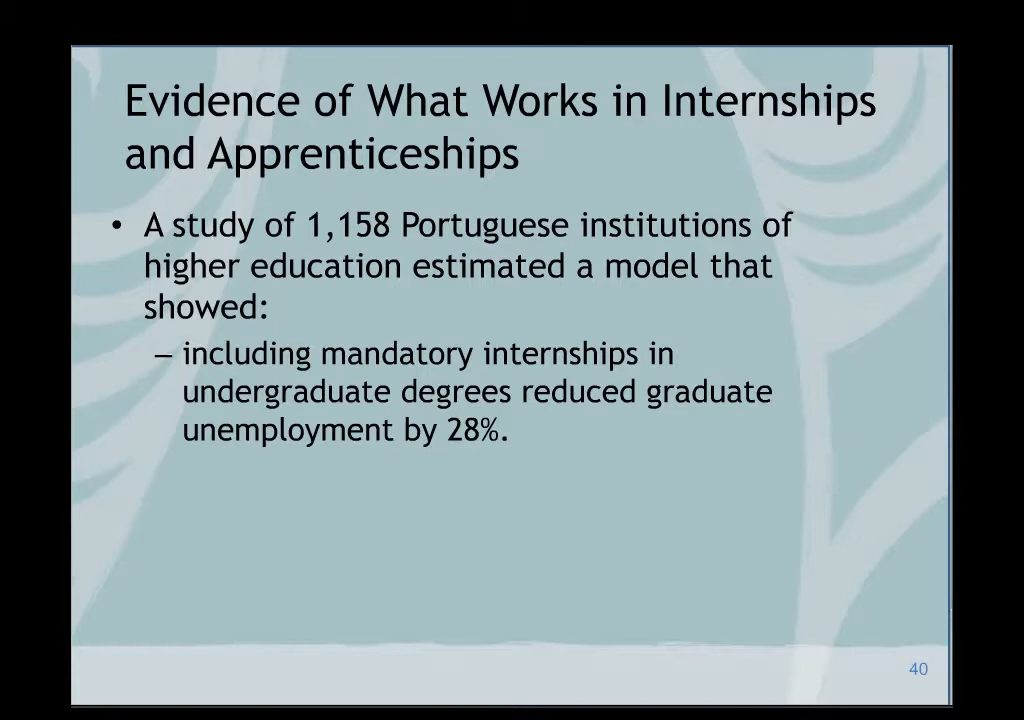 Evidence of What Works in Internships
and Apprenticeships
• A study of 1,158 Portuguese institutions of
higher education estimated a model that
showed:
– including mandatory internships in
undergraduate degrees reduced graduate
unemployment by 28%.
40